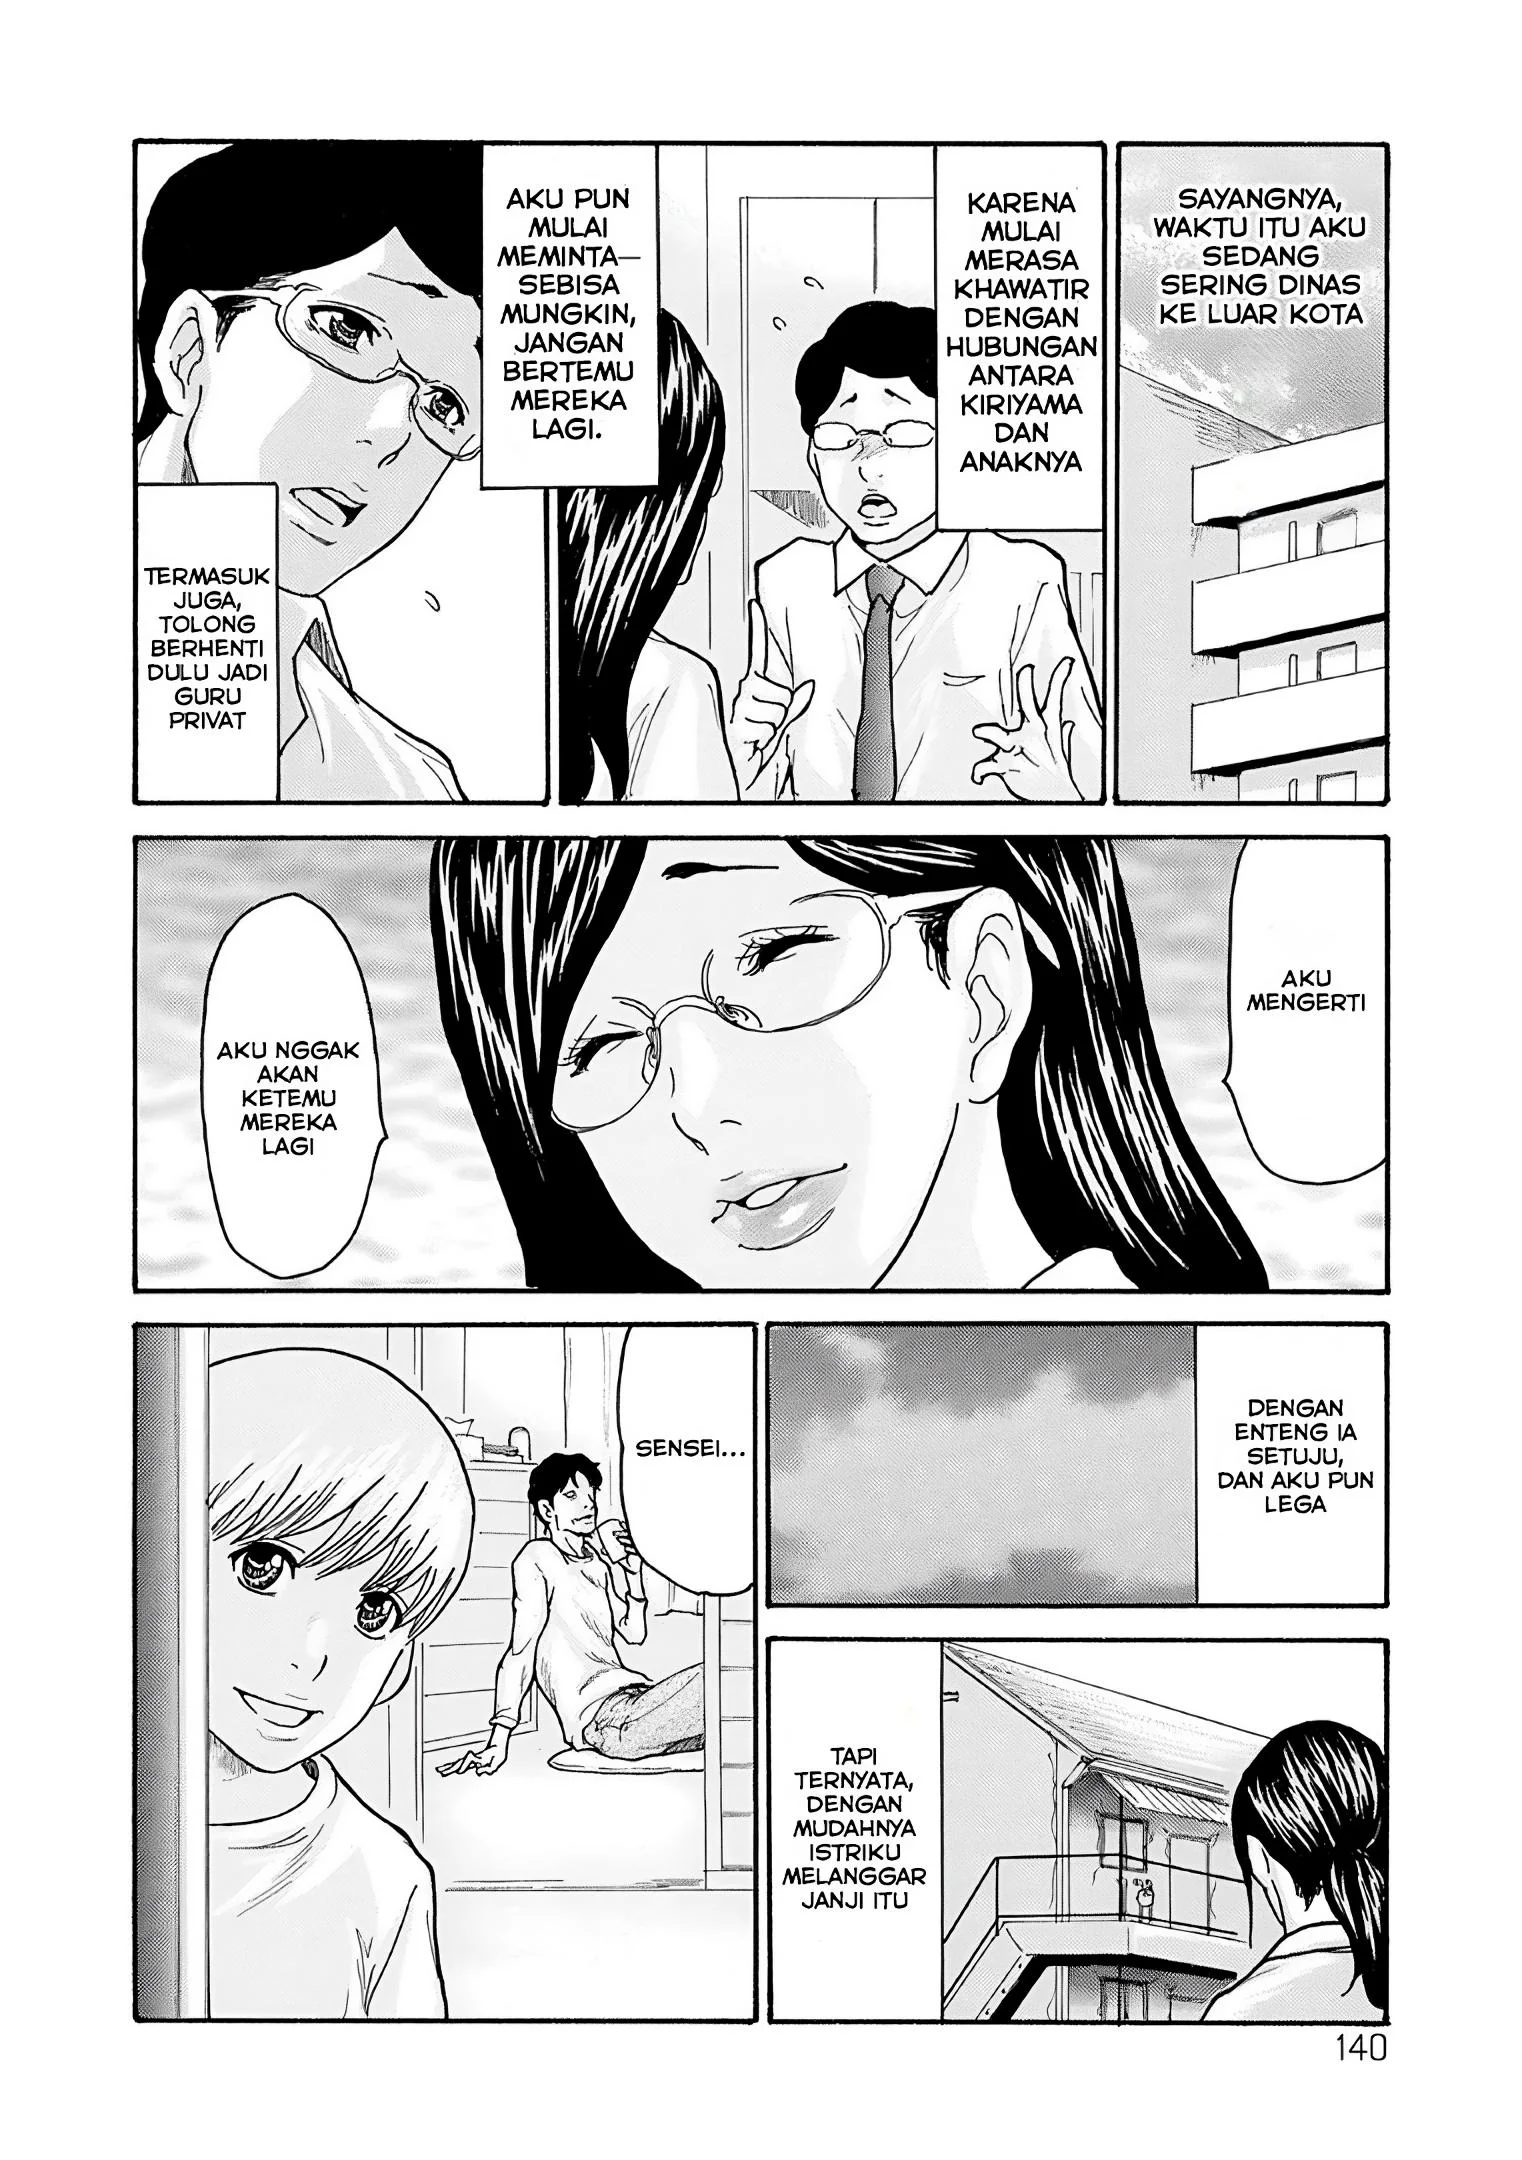 SAYANGNYA,
WAKTU ITU AKU
SEDANG
SERING DINAS
KE LUAR KOTA
KARENA
MULAI
MERASA
KHAWATIR
DENGAN
HUBUNGAN
ANTARA
KIRIYAMA
DAN
ANAKNYA
AKU PUN
MULAI
MEMINTA—
SEBISA
MUNGKIN,
JANGAN
BERTEMU
MEREKA
LAGI.
TERMASUK
JUGA,
TOLONG
BERHENTI
DULU JADI
GURU
PRIVAT
AKU
MENGERTI
AKU NGGAK
AKAN
KETEMU
MEREKA
LAGI
DENGAN
ENTENG IA
SETUJU,
DAN AKU PUN
LEGA
TAPI
TERNYATA,
DENGAN
MUDAHNYA
ISTRIKU
MELANGGAR
JANJI ITU
SENSEI...
140